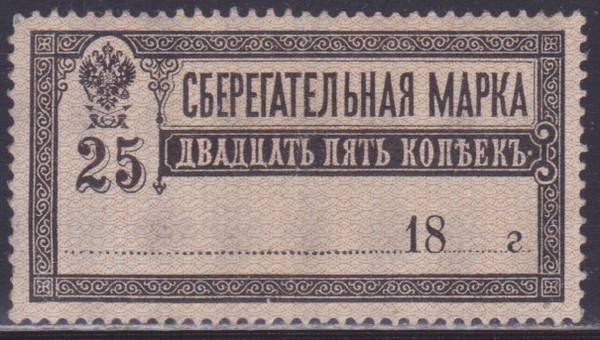 СБЕРЕГАТЕЛЬНАЯ МАРКА
25
ДВАДЦАТЬ ПЯТЬ КОПѢЕКЪ.
18 г